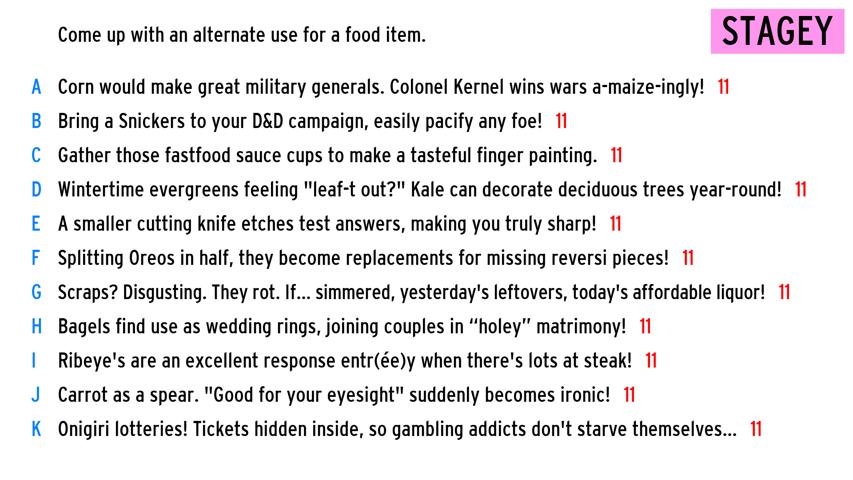 Come up with an alternate use for a food item.
STAGEY
A Corn would make great military generals. Colonel Kernel wins wars a-maize-ingly! 11
B Bring a Snickers to your D&D campaign, easily pacify any foe! 11
C Gather those fastfood sauce cups to make a tasteful finger painting. 11
D Wintertime evergreens feeling "leaf-t out?" Kale can decorate deciduous trees year-round! 11
E A smaller cutting knife etches test answers, making you truly sharp! 11
F Splitting Oreos in half, they become replacements for missing reversi pieces! 11
G Scraps? Disgusting. They rot. If... simmered, yesterday's leftovers, today's affordable liquor! 11
H Bagels find use as wedding rings, joining couples in “holey” matrimony! 11
I Ribeye's are an excellent response entr(ée)y when there's lots at steak! 11
J Carrot as a spear. "Good for your eyesight" suddenly becomes ironic! 11
K Onigiri lotteries! Tickets hidden inside, so gambling addicts don't starve themselves... 11